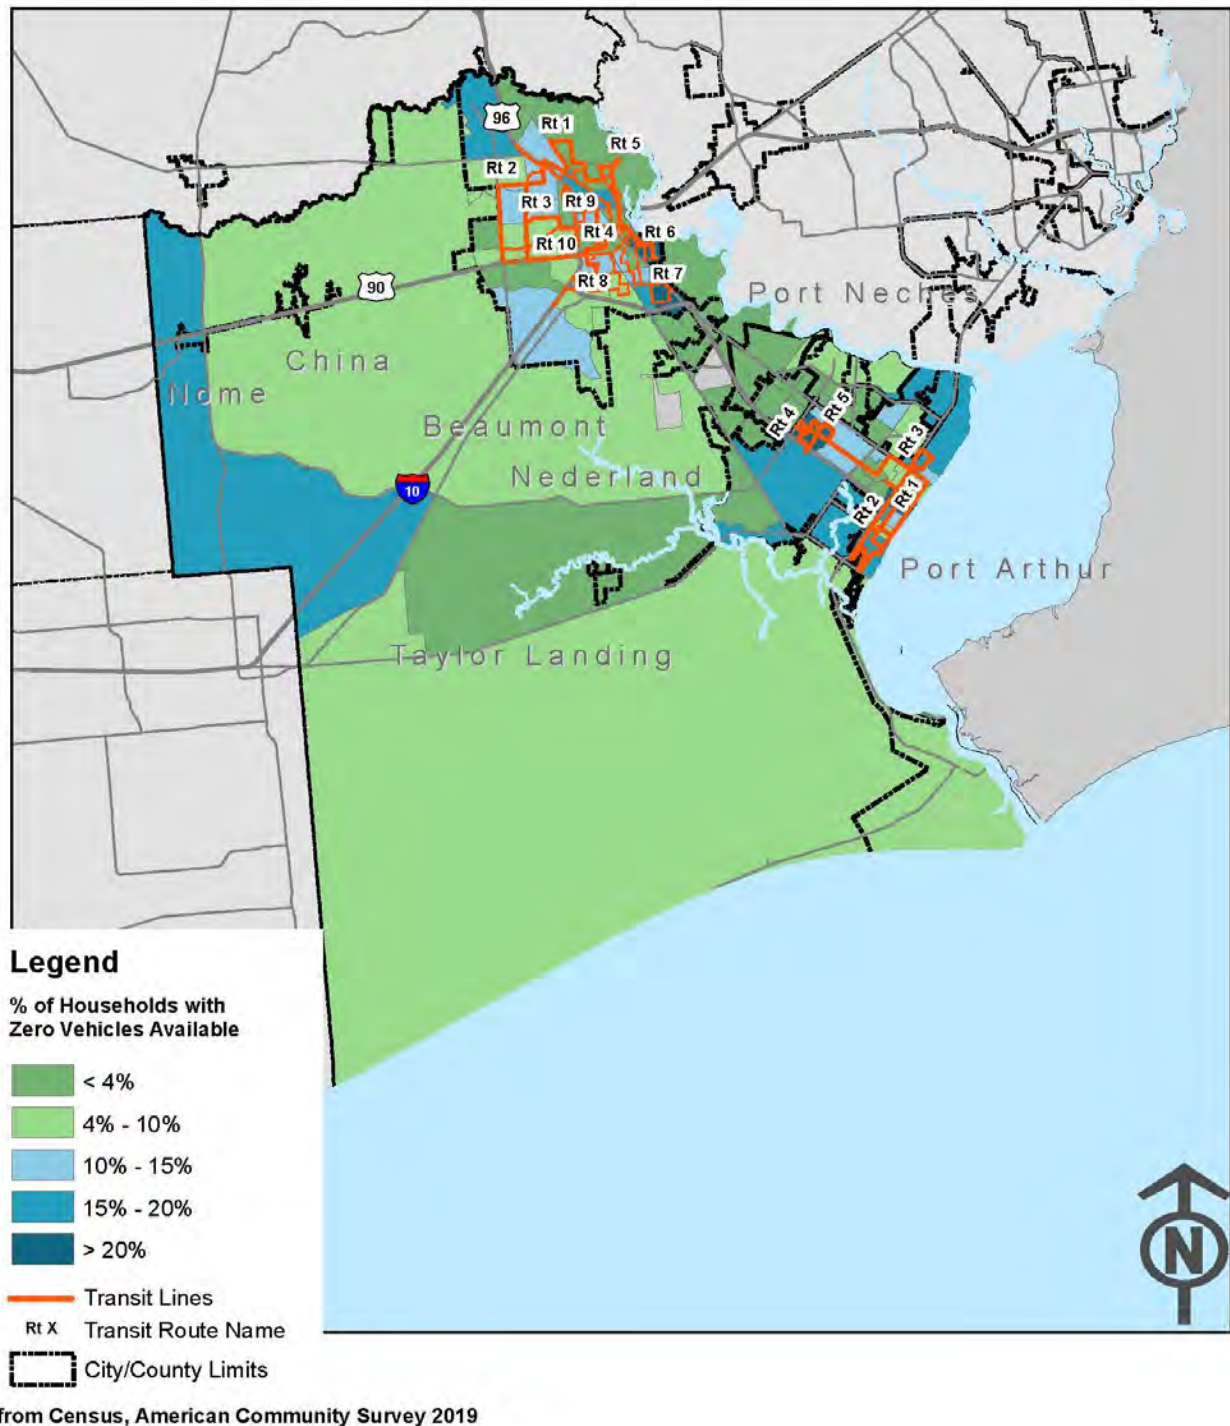 96
Rt 1
Rt 5
Rt 2
Rt 3
Rt 9
Rt 4
Rt 6
Rt 10
Rt 7
Rt 8
90
Port Neches
China
Nome
Beaumont
Rt 4
Rt 5
Rt 3
Nederland
10
Rt 2
Rt 1
Port Arthur
Taylor Landing
Legend
% of Households with
Zero Vehicles Available
< 4%
4% - 10%
10% - 15%
15% - 20%
> 20%
Transit Lines
Rt X Transit Route Name
City/County Limits
N
from Census, American Community Survey 2019